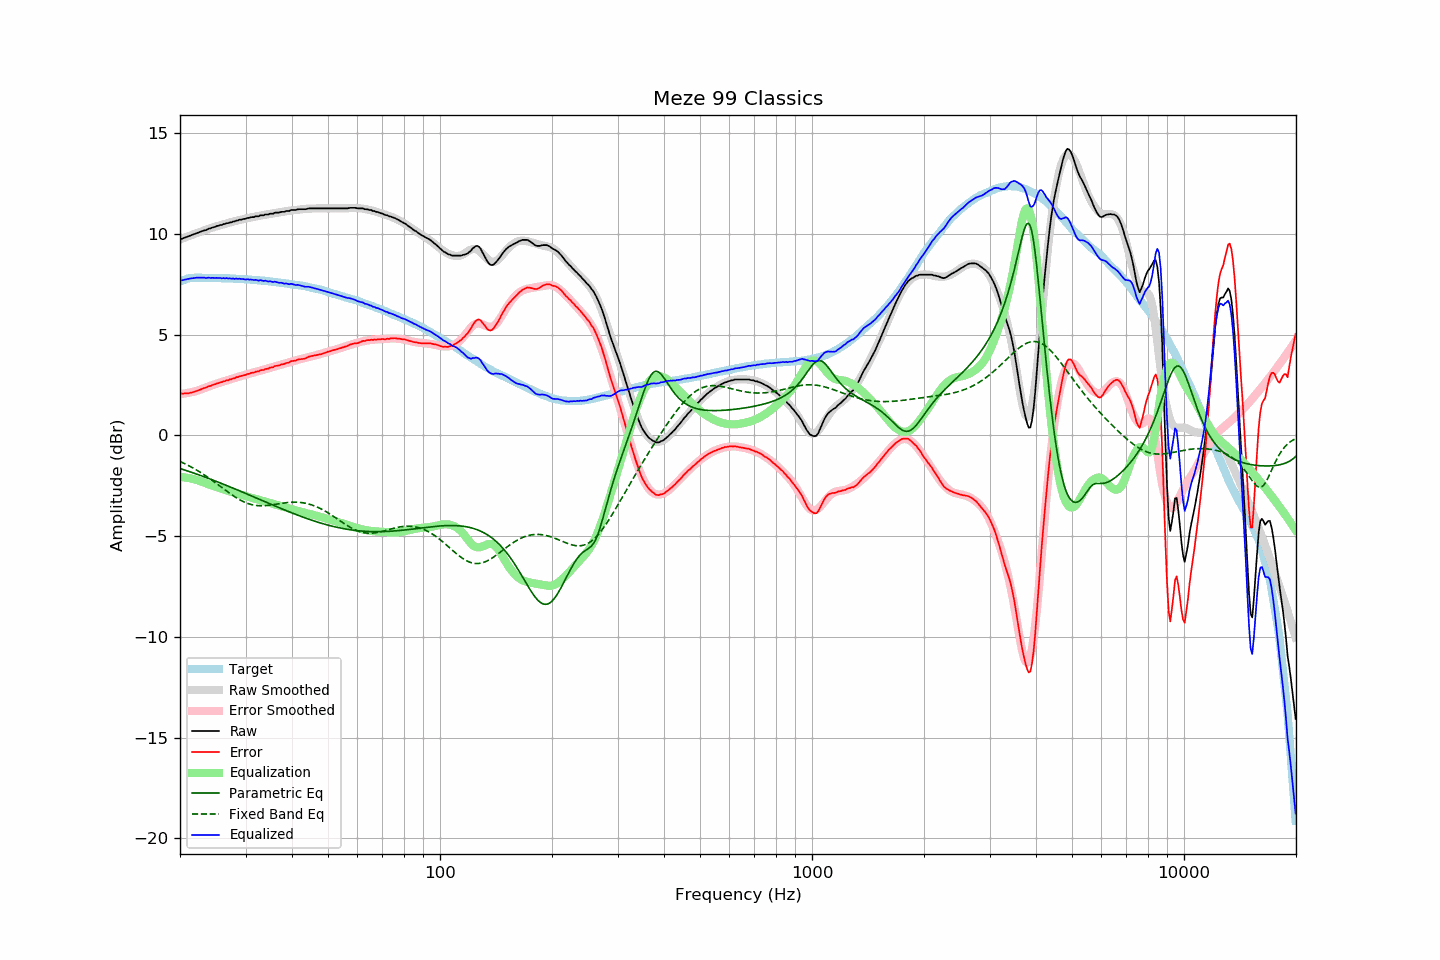 Meze 99 Classics
15
10
5
0
−5
−10
−15
−20
Amplitude (dBr)
Target
Raw Smoothed
Error Smoothed
Raw
Error
Equalization
Parametric Eq
Fixed Band Eq
Equalized
100
1000
10000
Frequency (Hz)